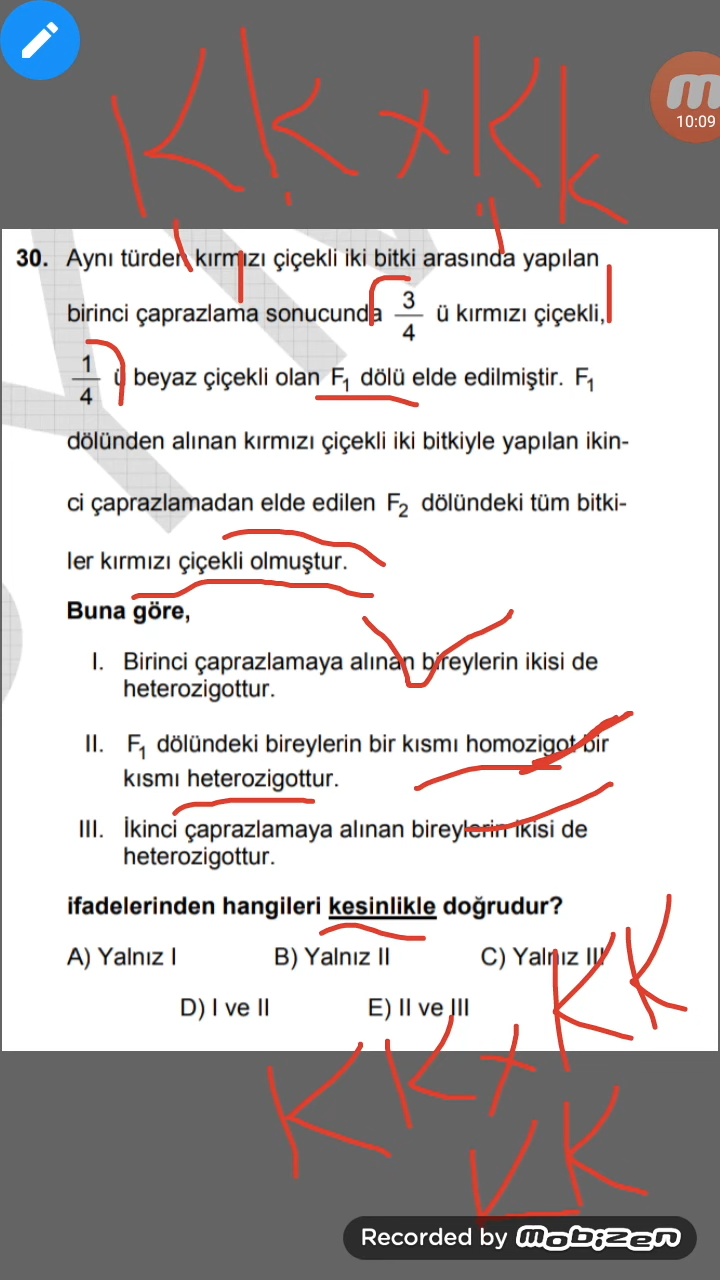 Kk x Kk
10:09
30. Aynı türden kırmızı çiçekli iki bitki arasında yapılan
birinci çaprazlama sonucunda 3/4 ü kırmızı çiçekli,
1/4 ü beyaz çiçekli olan F₁ dölü elde edilmiştir. F₁
dölünden alınan kırmızı çiçekli iki bitkiyle yapılan ikin-
ci çaprazlamadan elde edilen F₂ dölündeki tüm bitki-
ler kırmızı çiçekli olmuştur.
Buna göre,
I. Birinci çaprazlamaya alınan bireylerin ikisi de
heterozigottur.
II. F₁ dölündeki bireylerin bir kısmı homozigot bir
kısmı heterozigottur.
III. İkinci çaprazlamaya alınan bireylerin ikisi de
heterozigottur.
ifadelerinden hangileri kesinlikle doğrudur?
A) Yalnız I B) Yalnız II C) Yalnız III
D) I ve II E) II ve III
KK x KK
KK
Recorded by mobizen